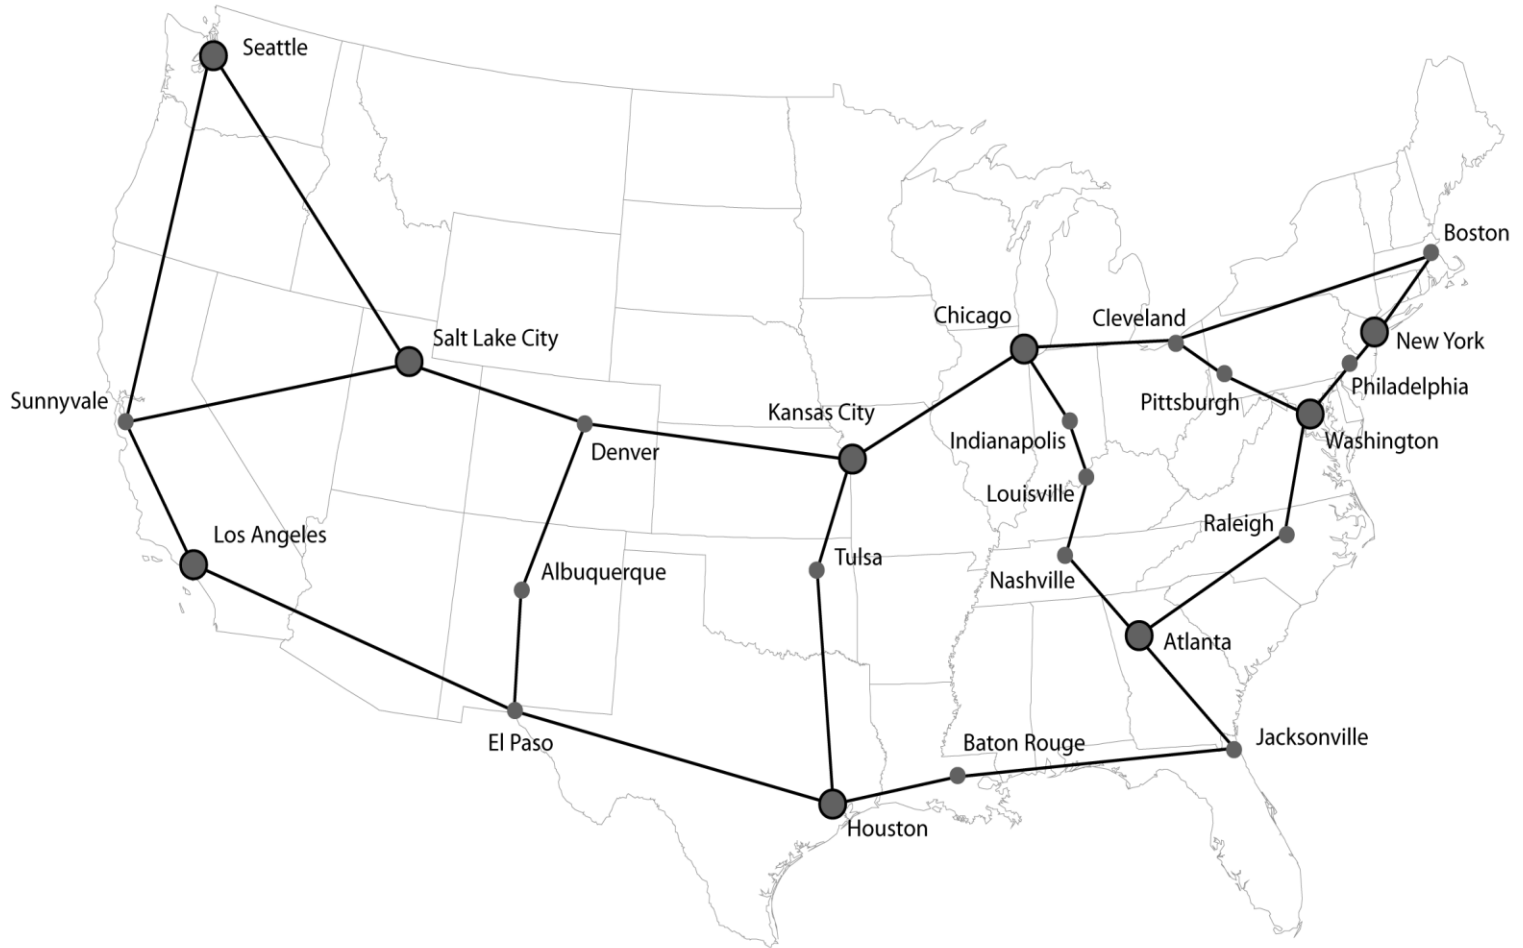 Seattle
Boston
Chicago
Cleveland
Salt Lake City
New York
Philadelphia
Sunnyvale
Pittsburgh
Kansas City
Indianapolis
Washington
Denver
Louisville
Raleigh
Los Angeles
Tulsa
Albuquerque
Nashville
Atlanta
Jacksonville
El Paso
Baton Rouge
Houston